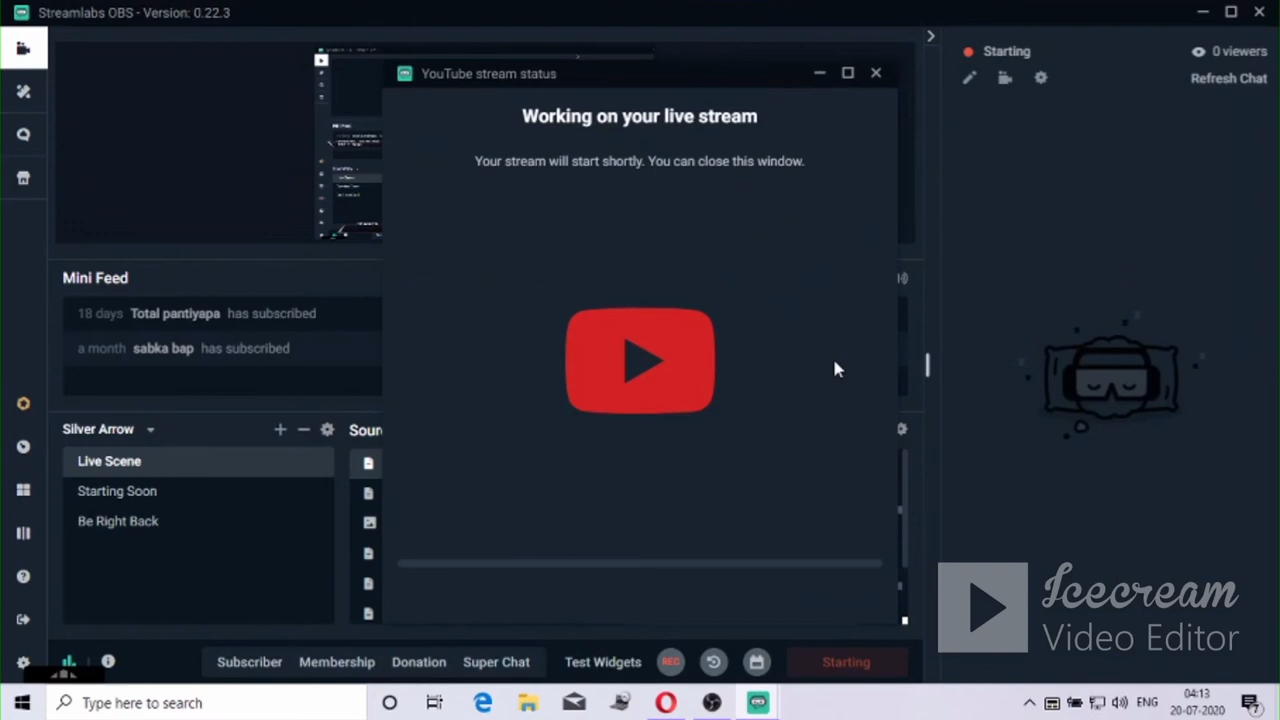 Streamlabs OBS - Version: 0.22.3
Starting
0 viewers
Refresh Chat
YouTube stream status
Working on your live stream
Your stream will start shortly. You can close this window.
Mini Feed
18 days Total pantiyapa has subscribed
a month sabka bap has subscribed
Silver Arrow
Sour
Live Scene
Starting Soon
Be Right Back
Subscriber
Membership
Donation
Super Chat
Test Widgets
REC
Starting
Icecream
Video Editor
Type here to search
ENG
04:13
20-07-2020
7